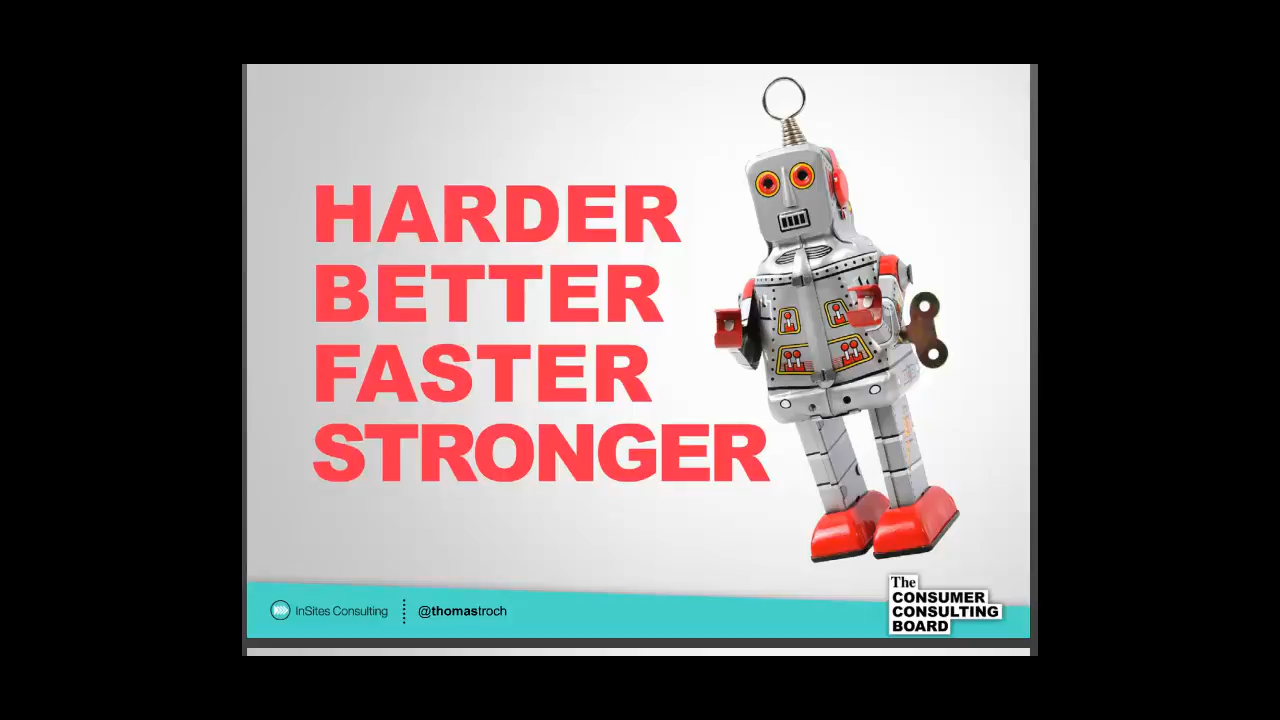 HARDER
BETTER
FASTER
STRONGER
InSites Consulting
@thomastroch
The
CONSUMER
CONSULTING
BOARD